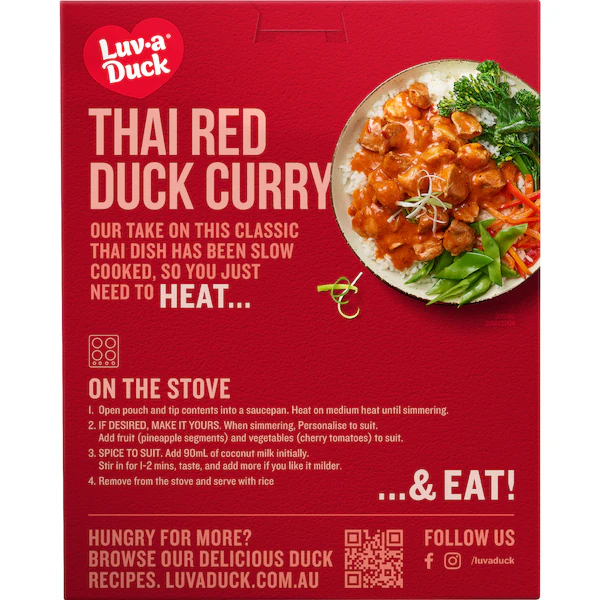 Luv·a®
Duck
THAI RED
DUCK CURRY
OUR TAKE ON THIS CLASSIC
THAI DISH HAS BEEN SLOW
COOKED, SO YOU JUST
NEED TO HEAT...
ON THE STOVE
1. Open pouch and tip contents into a saucepan. Heat on medium heat until simmering.
2. IF DESIRED, MAKE IT YOURS. When simmering, Personalise to suit.
Add fruit (pineapple segments) and vegetables (cherry tomatoes) to suit.
3. SPICE TO SUIT. Add 90mL of coconut milk initially.
Stir in for 1-2 mins, taste, and add more if you like it milder.
4. Remove from the stove and serve with rice
...& EAT!
HUNGRY FOR MORE?
BROWSE OUR DELICIOUS DUCK
RECIPES. LUVADUCK.COM.AU
FOLLOW US
/luvaduck